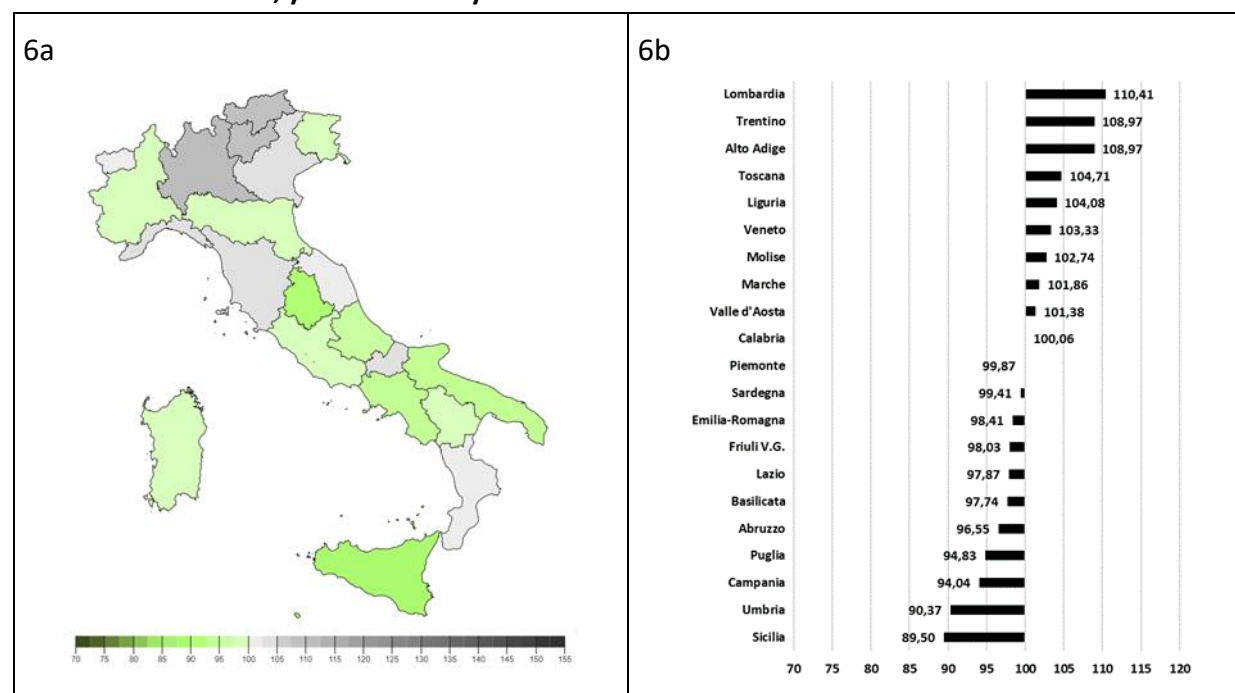 6a
70 75 80 85 90 95 100 105 110 115 120 125 130 135 140 145 150 155
6b
Lombardia 110,41
Trentino 108,97
Alto Adige 108,97
Toscana 104,71
Liguria 104,08
Veneto 103,33
Molise 102,74
Marche 101,86
Valle d'Aosta 101,38
Calabria 100,06
Piemonte 99,87
Sardegna 99,41
Emilia-Romagna 98,41
Friuli V.G. 98,03
Lazio 97,87
Basilicata 97,74
Abruzzo 96,55
Puglia 94,83
Campania 94,04
Umbria 90,37
Sicilia 89,50
70 75 80 85 90 95 100 105 110 115 120